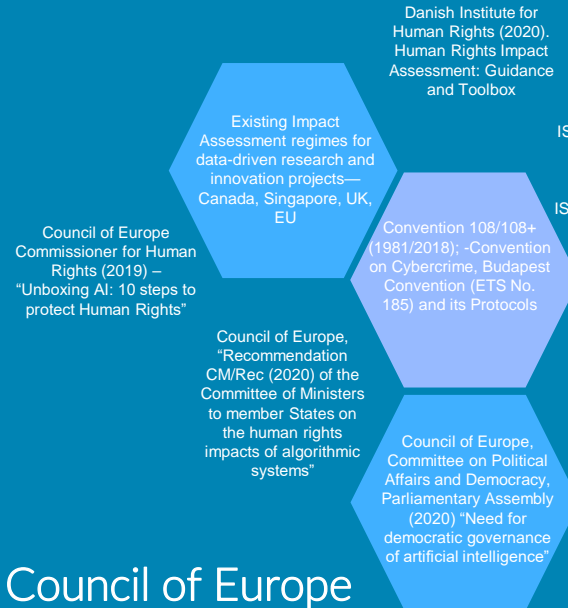 Danish Institute for
Human Rights (2020).
Human Rights Impact
Assessment: Guidance
and Toolbox
Existing Impact
Assessment regimes for
data-driven research and
innovation projects—
Canada, Singapore, UK,
EU
IS
IS
Council of Europe
Commissioner for Human
Rights (2019) –
“Unboxing AI: 10 steps to
protect Human Rights”
Convention 108/108+
(1981/2018); -Convention
on Cybercrime, Budapest
Convention (ETS No.
185) and its Protocols
Council of Europe,
“Recommendation
CM/Rec (2020) of the
Committee of Ministers
to member States on
the human rights
impacts of algorithmic
systems”
Council of Europe,
Committee on Political
Affairs and Democracy,
Parliamentary Assembly
(2020) “Need for
democratic governance
of artificial intelligence”
Council of Europe